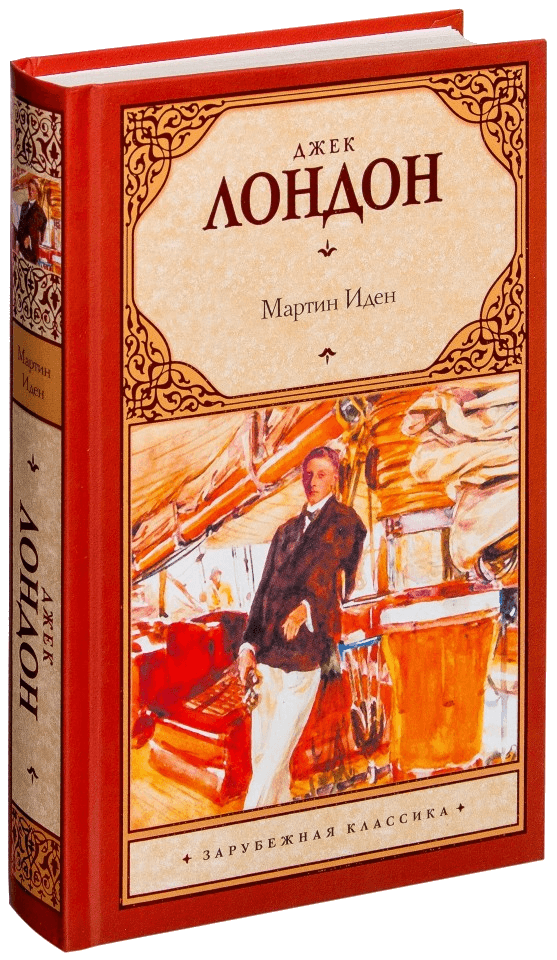 ДЖЕК
ЛОНДОН
Мартин Иден
ЗАРУБЕЖНАЯ КЛАССИКА
Мартин
Иден
ДЖЕК
ЛОНДОН